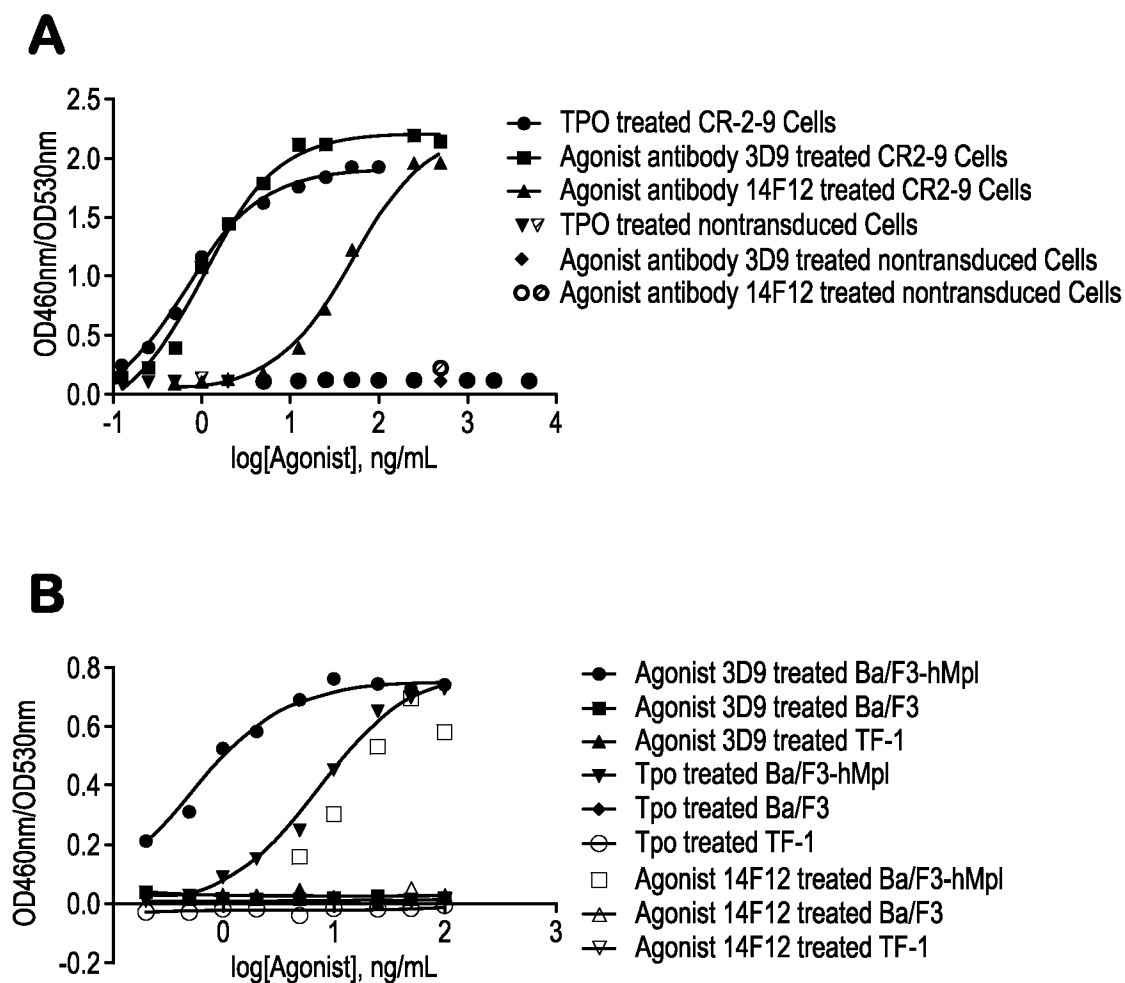 A
2.5
2.0
1.5
1.0
0.5
0.0
OD460nm/OD530nm
-1 0 1 2 3 4
log[Agonist], ng/mL
TPO treated CR-2-9 Cells
Agonist antibody 3D9 treated CR2-9 Cells
Agonist antibody 14F12 treated CR2-9 Cells
TPO treated nontransduced Cells
Agonist antibody 3D9 treated nontransduced Cells
Agonist antibody 14F12 treated nontransduced Cells
B
0.8
0.6
0.4
0.2
0.0
-0.2
OD460nm/OD530nm
0 1 2 3
log[Agonist], ng/mL
Agonist 3D9 treated Ba/F3-hMpl
Agonist 3D9 treated Ba/F3
Agonist 3D9 treated TF-1
Tpo treated Ba/F3-hMpl
Tpo treated Ba/F3
Tpo treated TF-1
Agonist 14F12 treated Ba/F3-hMpl
Agonist 14F12 treated Ba/F3
Agonist 14F12 treated TF-1